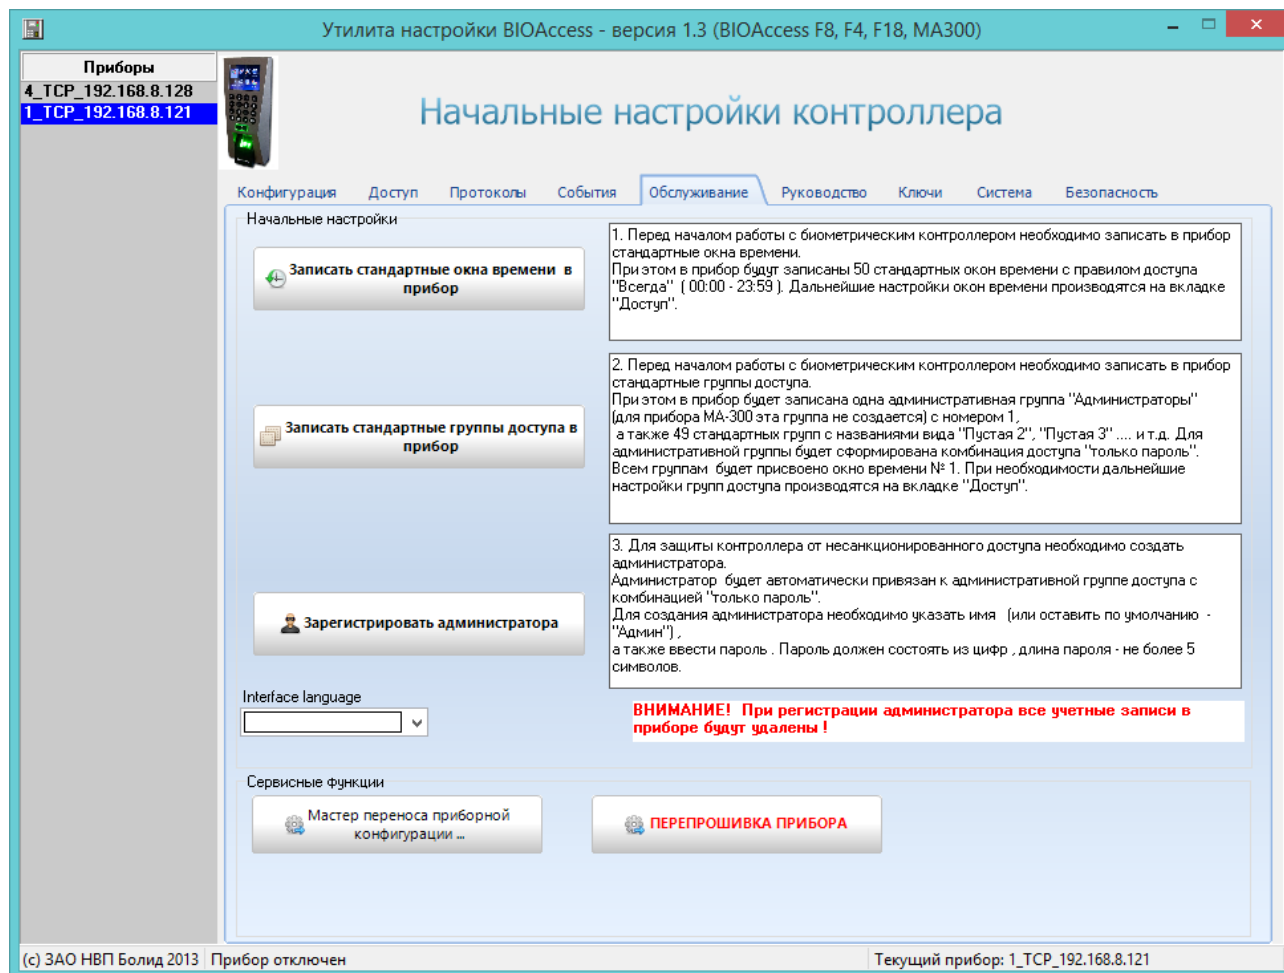 Утилита настройки BIOAccess - версия 1.3 (BIOAccess F8, F4, F18, MA300)
Приборы
4_TCP_192.168.8.128
1_TCP_192.168.8.121
Начальные настройки контроллера
Конфигурация Доступ Протоколы События Обслуживание Руководство Ключи Система Безопасность
Начальные настройки
Записать стандартные окна времени в
прибор
1. Перед началом работы с биометрическим контроллером необходимо записать в прибор
стандартные окна времени.
При этом в прибор будут записаны 50 стандартных окон времени с правилом доступа
"Всегда" ( 00:00 - 23:59 ). Дальнейшие настройки окон времени производятся на вкладке
"Доступ".
Записать стандартные группы доступа в
прибор
2. Перед началом работы с биометрическим контроллером необходимо записать в прибор
стандартные группы доступа.
При этом в прибор будет записана одна административная группа "Администраторы"
(для прибора МА-300 эта группа не создается) с номером 1,
а также 49 стандартных групп с названиями вида "Пустая 2", "Пустая 3" .... и т.д. Для
административной группы будет сформирована комбинация доступа "только пароль".
Всем группам будет присвоено окно времени № 1. При необходимости дальнейшие
настройки групп доступа производятся на вкладке "Доступ".
Зарегистрировать администратора
3. Для защиты контроллера от несанкционированного доступа необходимо создать
администратора.
Администратор будет автоматически привязан к административной группе доступа с
комбинацией "только пароль".
Для создания администратора необходимо указать имя (или оставить по умолчанию -
"Админ") ,
а также ввести пароль . Пароль должен состоять из цифр , длина пароля - не более 5
символов.
Interface language
ВНИМАНИЕ! При регистрации администратора все учетные записи в
приборе будут удалены !
Сервисные функции
Мастер переноса приборной
конфигурации ...
ПЕРЕПРОШИВКА ПРИБОРА
(c) ЗАО НВП Болид 2013 Прибор отключен Текущий прибор: 1_TCP_192.168.8.121